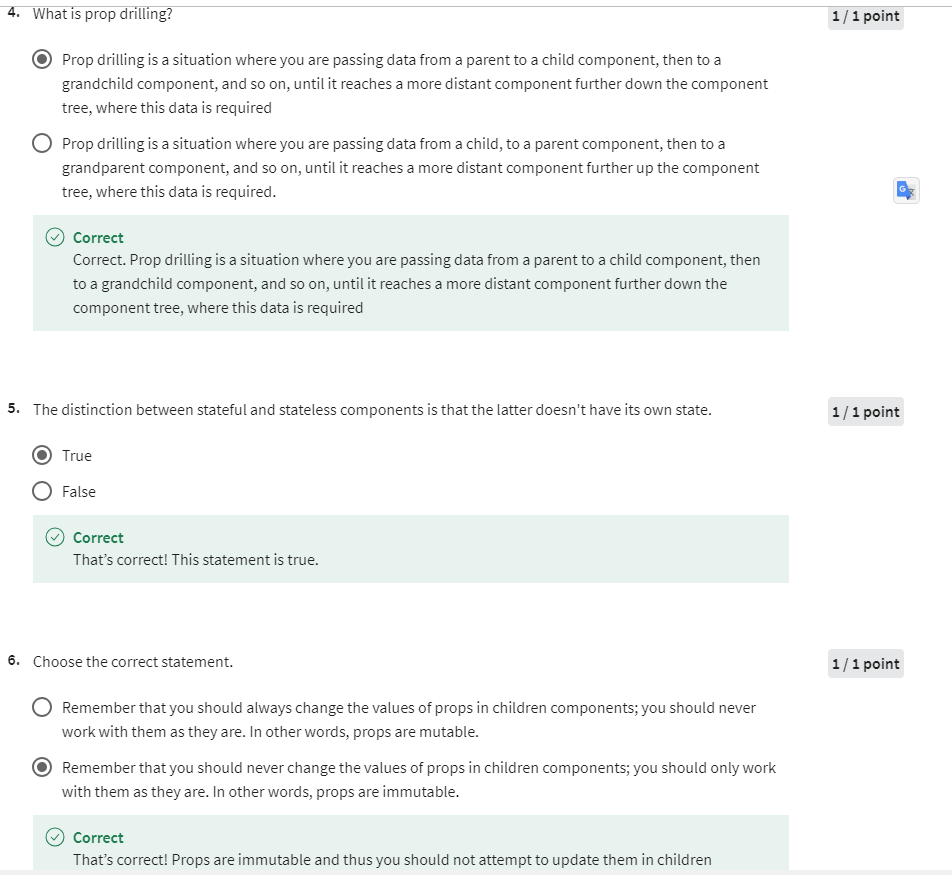 4. What is prop drilling?
1 / 1 point
Prop drilling is a situation where you are passing data from a parent to a child component, then to a
grandchild component, and so on, until it reaches a more distant component further down the component
tree, where this data is required
Prop drilling is a situation where you are passing data from a child, to a parent component, then to a
grandparent component, and so on, until it reaches a more distant component further up the component
tree, where this data is required.
G
Correct
Correct. Prop drilling is a situation where you are passing data from a parent to a child component, then
to a grandchild component, and so on, until it reaches a more distant component further down the
component tree, where this data is required
5. The distinction between stateful and stateless components is that the latter doesn't have its own state.
1 / 1 point
True
False
Correct
That’s correct! This statement is true.
6. Choose the correct statement.
1 / 1 point
Remember that you should always change the values of props in children components; you should never
work with them as they are. In other words, props are mutable.
Remember that you should never change the values of props in children components; you should only work
with them as they are. In other words, props are immutable.
Correct
That’s correct! Props are immutable and thus you should not attempt to update them in children